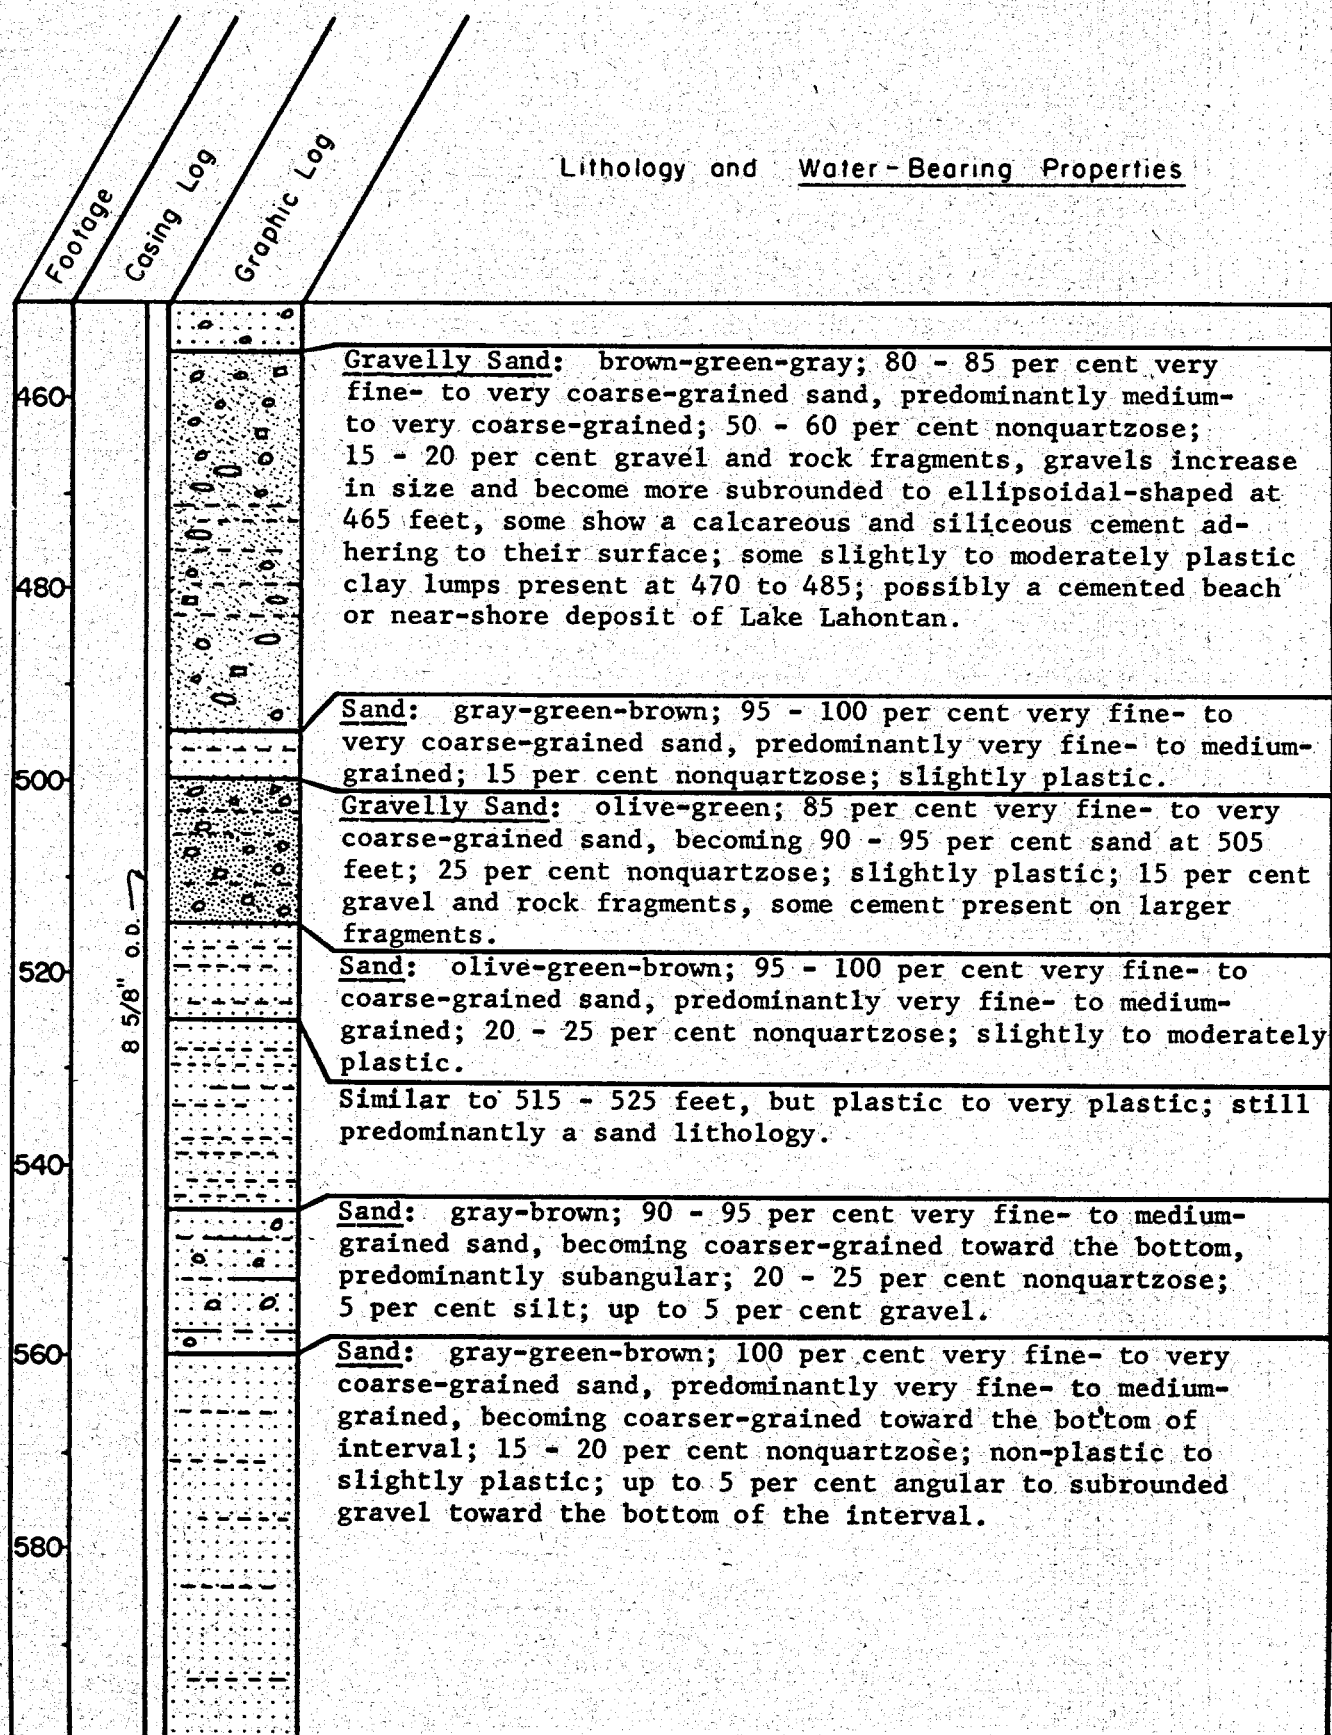 Footage
Casing Log
Graphic Log
Lithology and Water-Bearing Properties
Gravelly Sand: brown-green-gray; 80 - 85 per cent very
fine- to very coarse-grained sand, predominantly medium-
460
to very coarse-grained; 50 - 60 per cent nonquartzose;
15 - 20 per cent gravel and rock fragments, gravels increase
in size and become more subrounded to ellipsoidal-shaped at
465 feet, some show a calcareous and siliceous cement ad-
hering to their surface; some slightly to moderately plastic
480
clay lumps present at 470 to 485; possibly a cemented beach
or near-shore deposit of Lake Lahontan.
Sand: gray-green-brown; 95 - 100 per cent very fine- to
very coarse-grained sand, predominantly very fine- to medium-
500
grained; 15 per cent nonquartzose; slightly plastic.
Gravelly Sand: olive-green; 85 per cent very fine- to very
coarse-grained sand, becoming 90 - 95 per cent sand at 505
feet; 25 per cent nonquartzose; slightly plastic; 15 per cent
gravel and rock fragments, some cement present on larger
fragments.
8 5/8" O.D.
520
Sand: olive-green-brown; 95 - 100 per cent very fine- to
coarse-grained sand, predominantly very fine- to medium-
grained; 20 - 25 per cent nonquartzose; slightly to moderately
plastic.
Similar to 515 - 525 feet, but plastic to very plastic; still
predominantly a sand lithology.
540
Sand: gray-brown; 90 - 95 per cent very fine- to medium-
grained sand, becoming coarser-grained toward the bottom,
predominantly subangular; 20 - 25 per cent nonquartzose;
5 per cent silt; up to 5 per cent gravel.
560
Sand: gray-green-brown; 100 per cent very fine- to very
coarse-grained sand, predominantly very fine- to medium-
grained, becoming coarser-grained toward the bottom of
interval; 15 - 20 per cent nonquartzose; non-plastic to
slightly plastic; up to 5 per cent angular to subrounded
gravel toward the bottom of the interval.
580